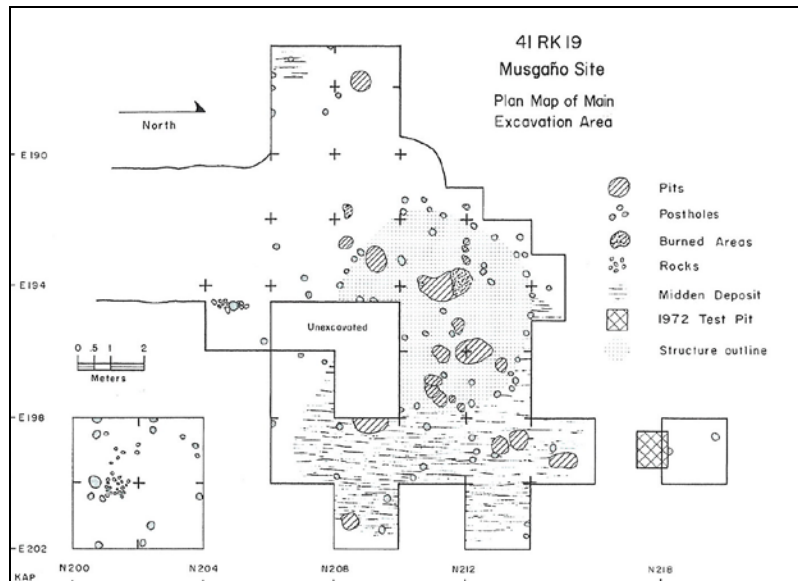 41 RK 19
Musgaño Site
Plan Map of Main
Excavation Area
North
E190
E194
E198
E202
Pits
Postholes
Burned Areas
Rocks
Midden Deposit
1972 Test Pit
Structure outline
Unexcavated
0 .5 1 2
Meters
N200
N204
N208
N212
N218
KAP